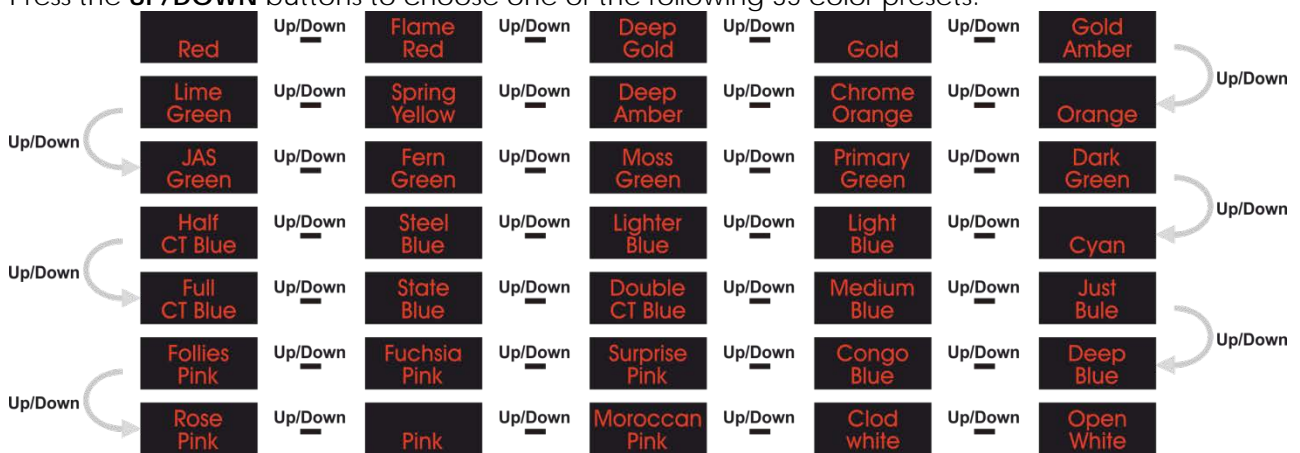 Press the UP/DOWN buttons to choose one of the following 35 color presets:
Red Up/Down Flame Red Up/Down Deep Gold Up/Down Gold Up/Down Gold Amber
Up/Down
Lime Green Up/Down Spring Yellow Up/Down Deep Amber Up/Down Chrome Orange Up/Down Orange
Up/Down
JAS Green Up/Down Fern Green Up/Down Moss Green Up/Down Primary Green Up/Down Dark Green
Up/Down
Half CT Blue Up/Down Steel Blue Up/Down Lighter Blue Up/Down Light Blue Up/Down Cyan
Up/Down
Full CT Blue Up/Down State Blue Up/Down Double CT Blue Up/Down Medium Blue Up/Down Just Bule
Up/Down
Follies Pink Up/Down Fuchsia Pink Up/Down Surprise Pink Up/Down Congo Blue Up/Down Deep Blue
Up/Down
Rose Pink Up/Down Pink Up/Down Moroccan Pink Up/Down Clod white Up/Down Open White